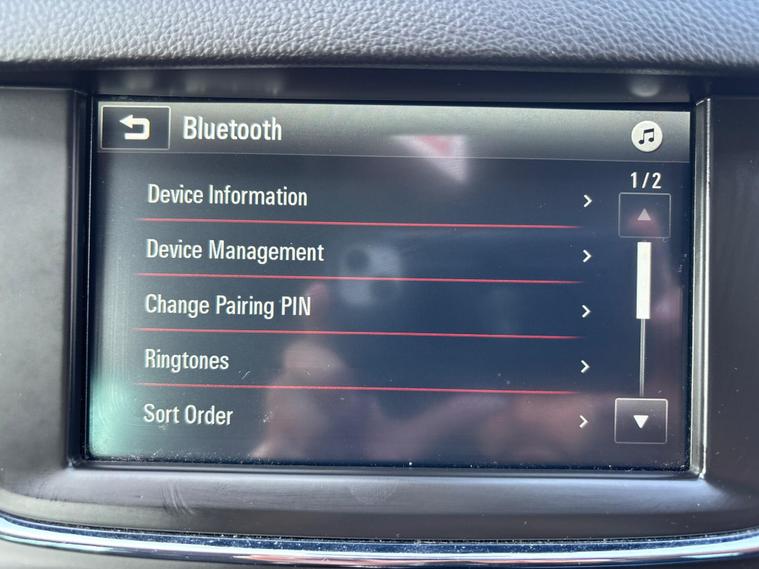 Bluetooth
1/2
Device Information
Device Management
Change Pairing PIN
Ringtones
Sort Order